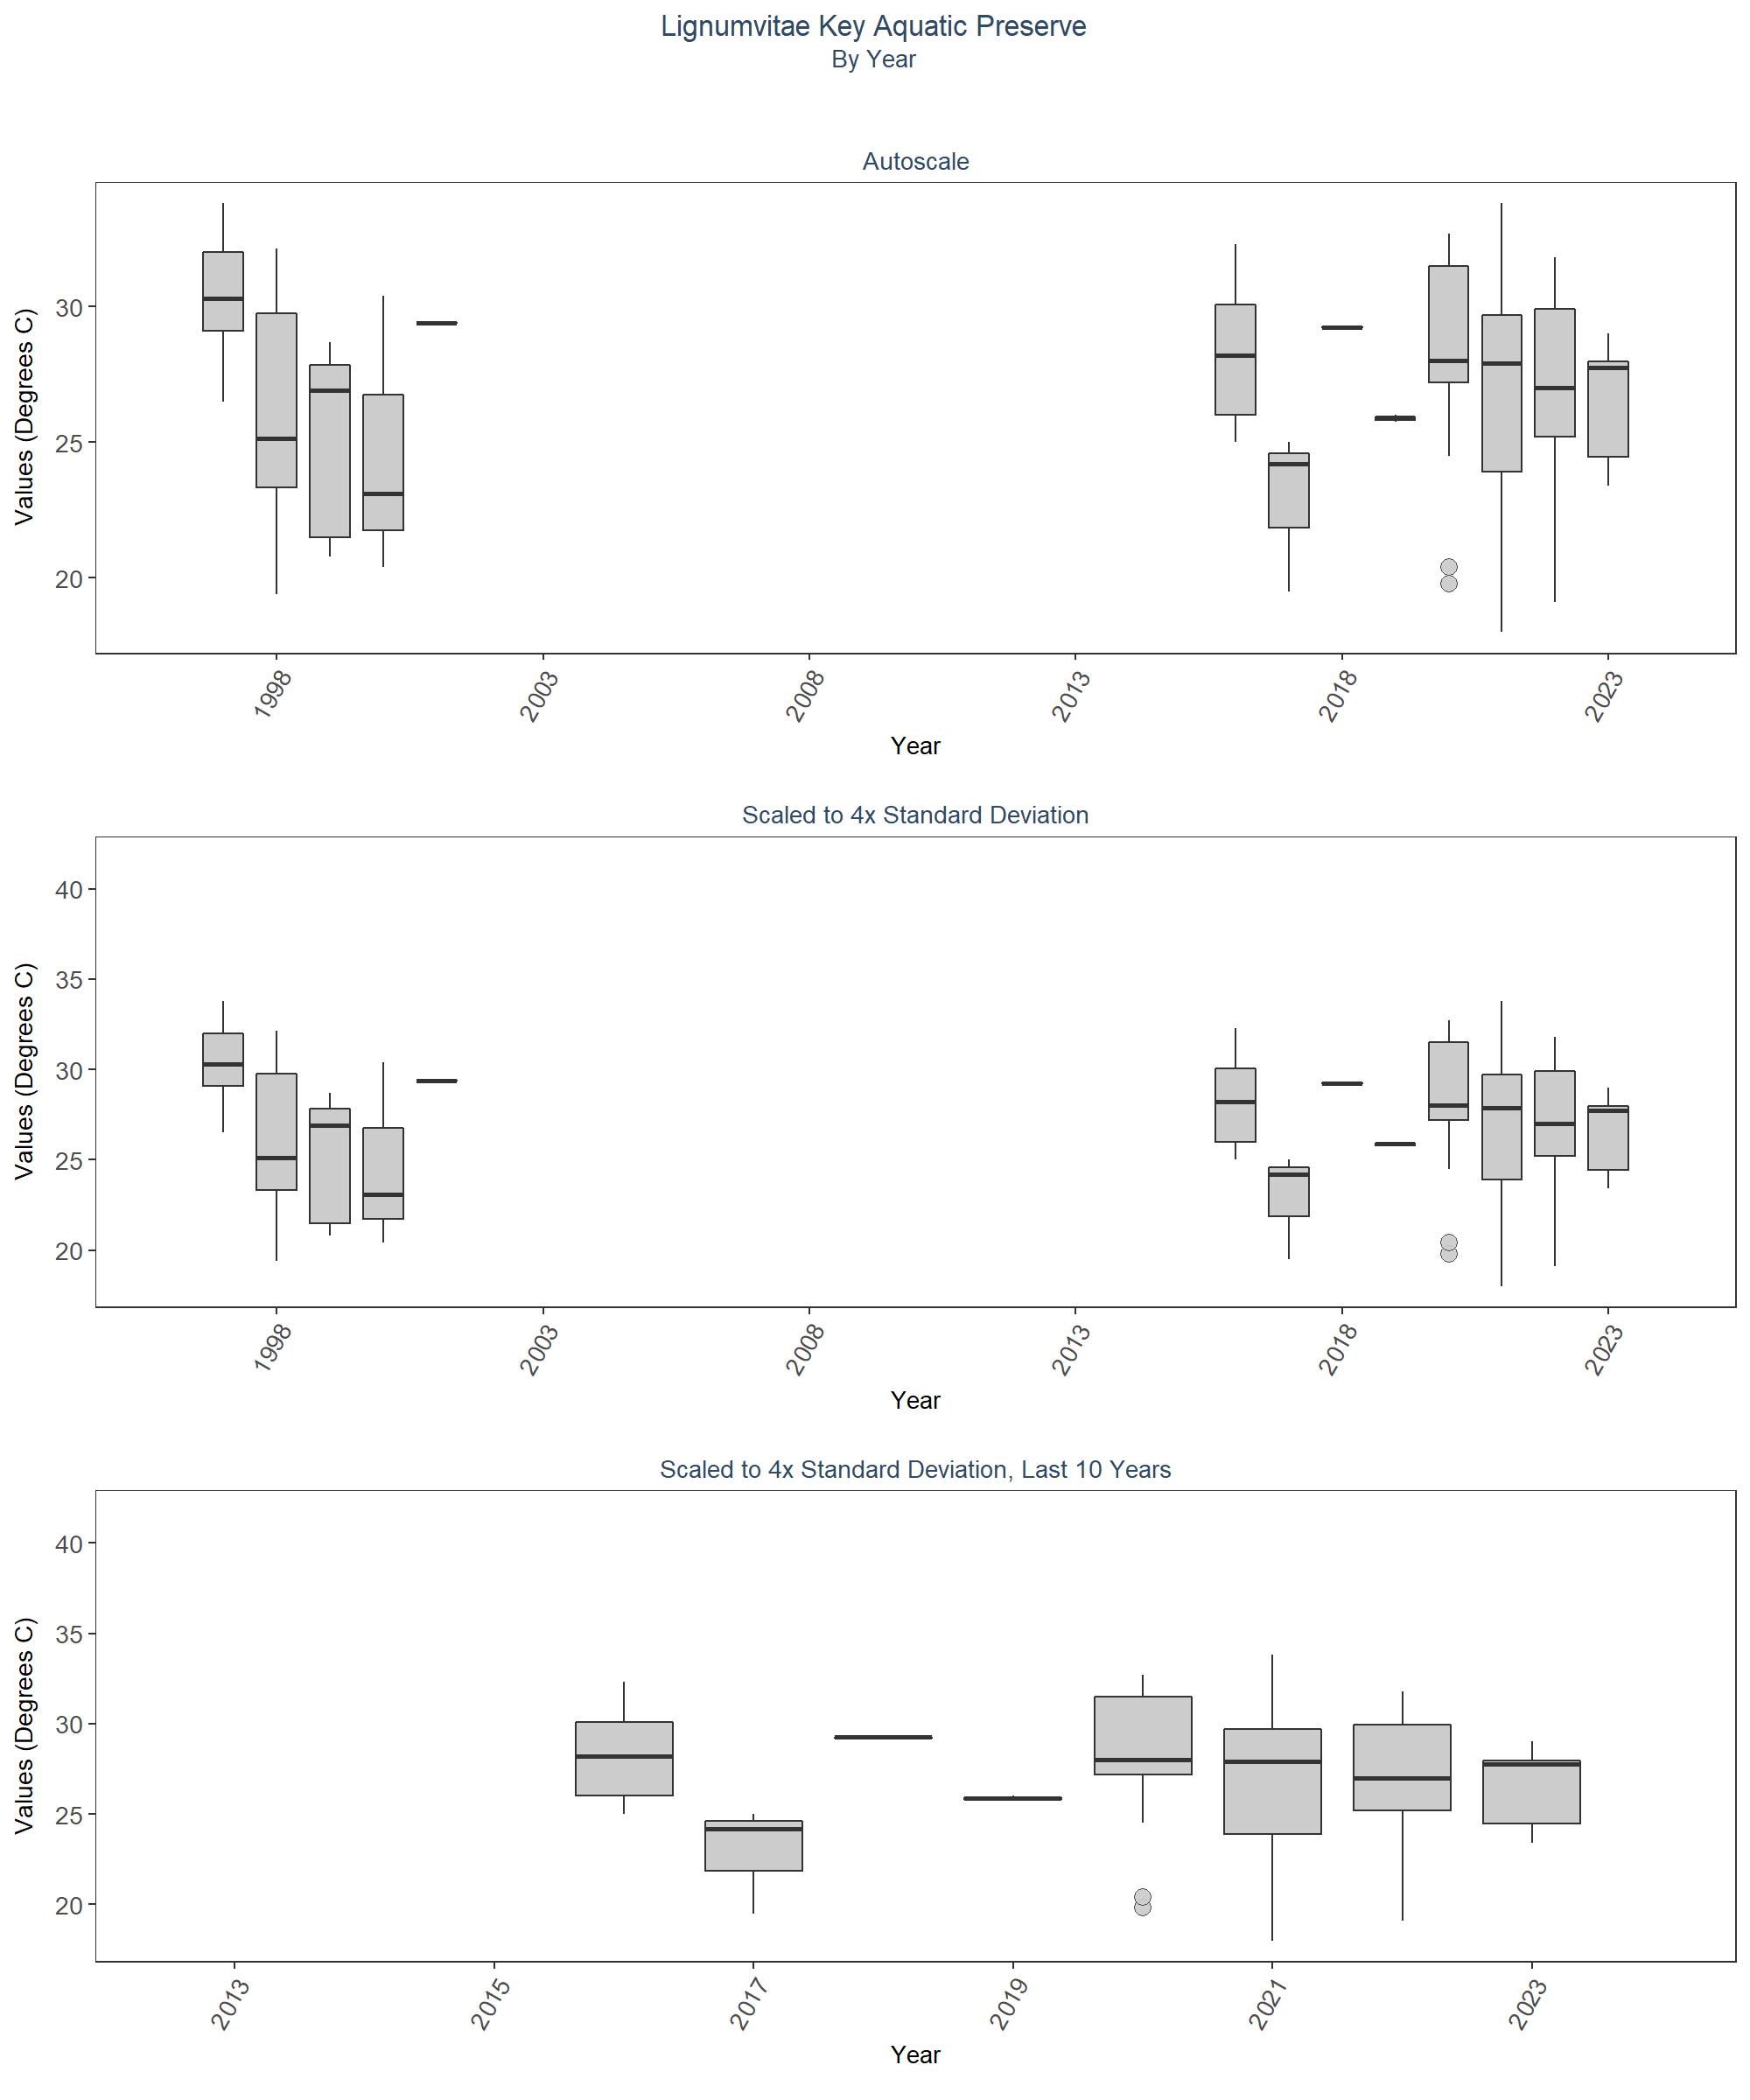 Lignumvitae Key Aquatic Preserve
By Year
Autoscale
Values (Degrees C)
30
25
20
1998
2003
2008
2013
2018
2023
Year
Scaled to 4x Standard Deviation
Values (Degrees C)
40
35
30
25
20
1998
2003
2008
2013
2018
2023
Year
Scaled to 4x Standard Deviation, Last 10 Years
Values (Degrees C)
40
35
30
25
20
2013
2015
2017
2019
2021
2023
Year